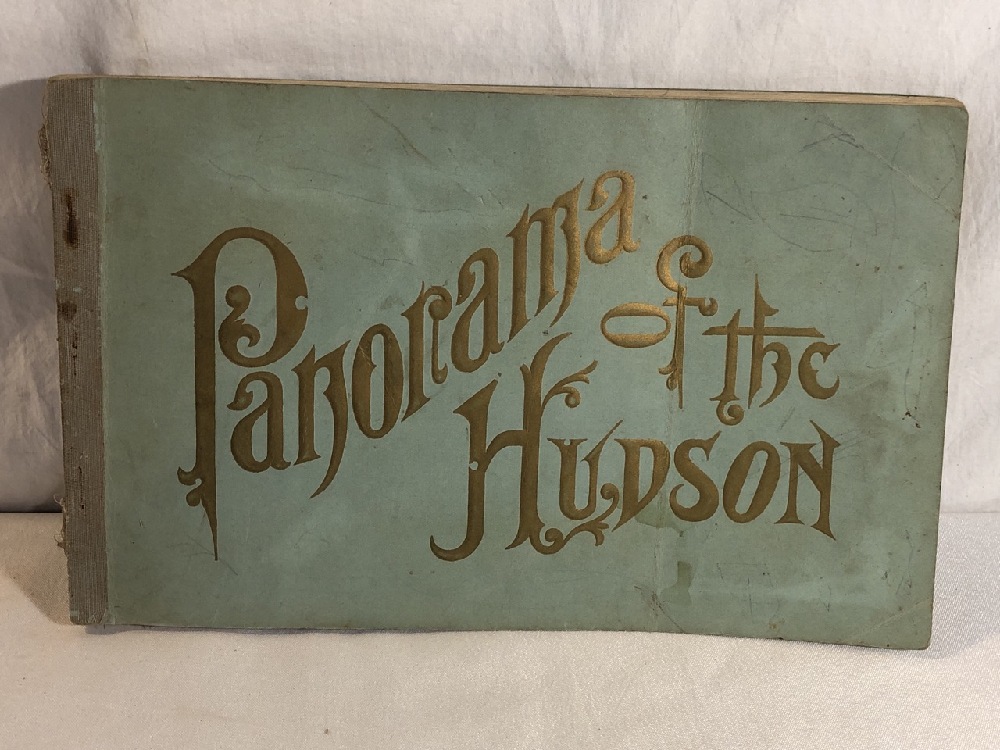 Panorama
of the
Hudson